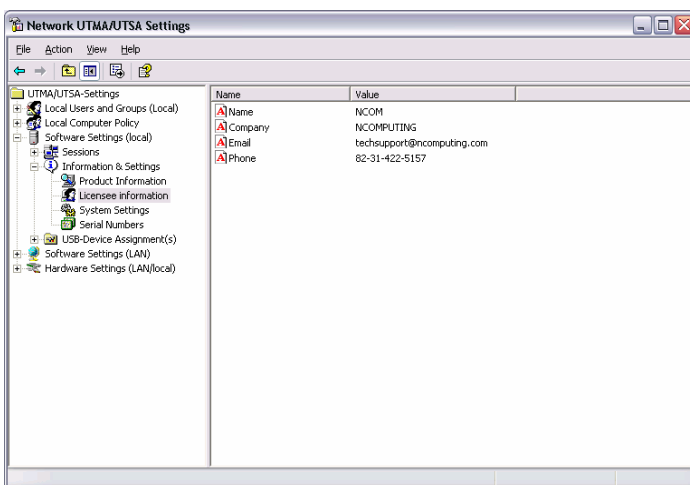 Network UTMA/UTSA Settings
File Action View Help
UTMA/UTSA-Settings
Local Users and Groups (Local)
Local Computer Policy
Software Settings (local)
Sessions
Information & Settings
Product Information
Licensee information
System Settings
Serial Numbers
USB-Device Assignment(s)
Software Settings (LAN)
Hardware Settings (LAN/local)
Name Value
Name NCOM
Company NCOMPUTING
Email techsupport@ncomputing.com
Phone 82-31-422-5157